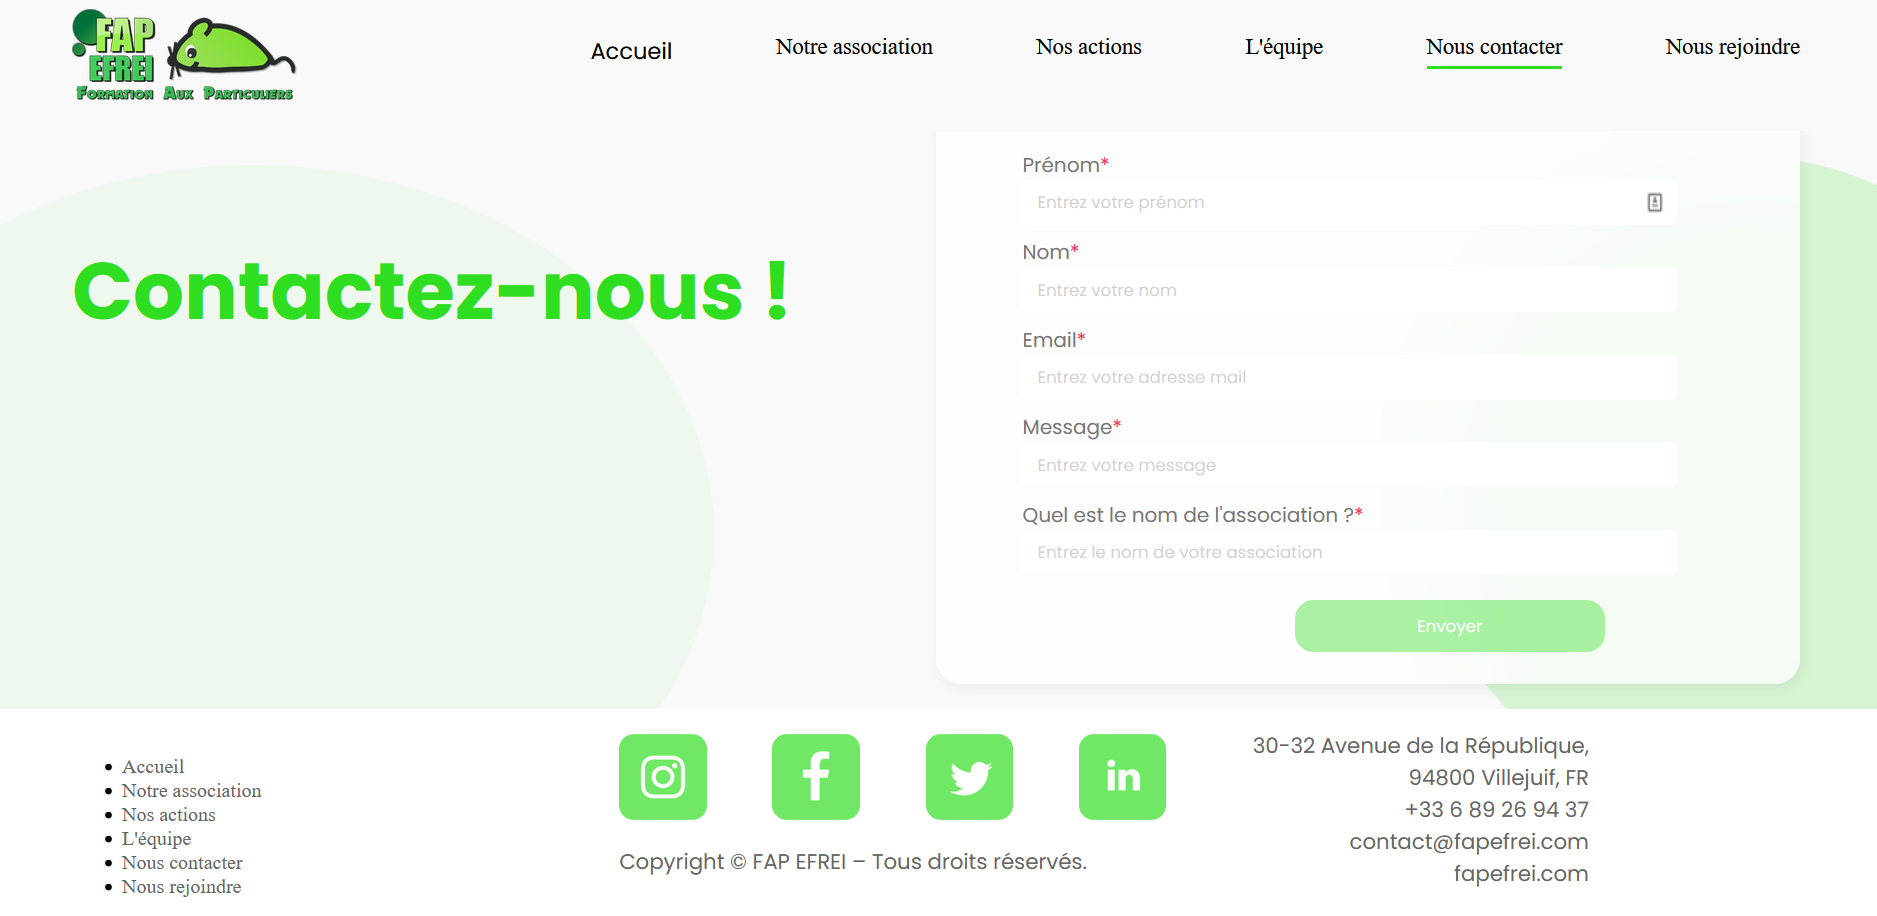 FAP
EFREI
Formation Aux Particuliers
Accueil
Notre association
Nos actions
L'équipe
Nous contacter
Nous rejoindre
Contactez-nous !
Prénom*
Entrez votre prénom
Nom*
Entrez votre nom
Email*
Entrez votre adresse mail
Message*
Entrez votre message
Quel est le nom de l'association ?*
Entrez le nom de votre association
Envoyer
Accueil
Notre association
Nos actions
L'équipe
Nous contacter
Nous rejoindre
in
Copyright © FAP EFREI – Tous droits réservés.
30-32 Avenue de la République,
94800 Villejuif, FR
+33 6 89 26 94 37
contact@fapefrei.com
fapefrei.com